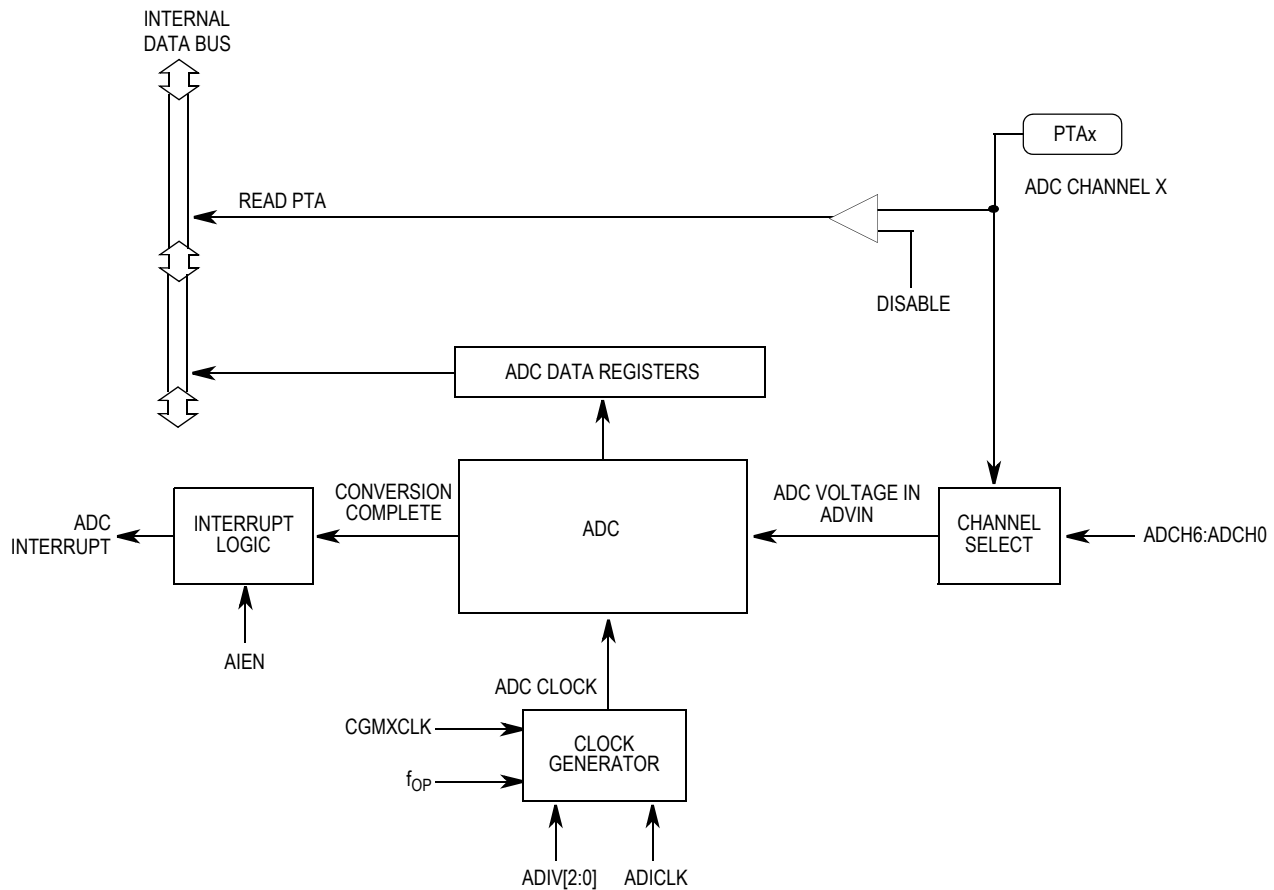 INTERNAL
DATA BUS
PTAx
READ PTA
ADC CHANNEL X
DISABLE
ADC DATA REGISTERS
ADC
INTERRUPT
INTERRUPT
LOGIC
CONVERSION
COMPLETE
ADC
ADC VOLTAGE IN
ADVIN
CHANNEL
SELECT
ADCH6:ADCH0
AIEN
ADC CLOCK
CGMXCLK
fOP
CLOCK
GENERATOR
ADIV[2:0]
ADICLK